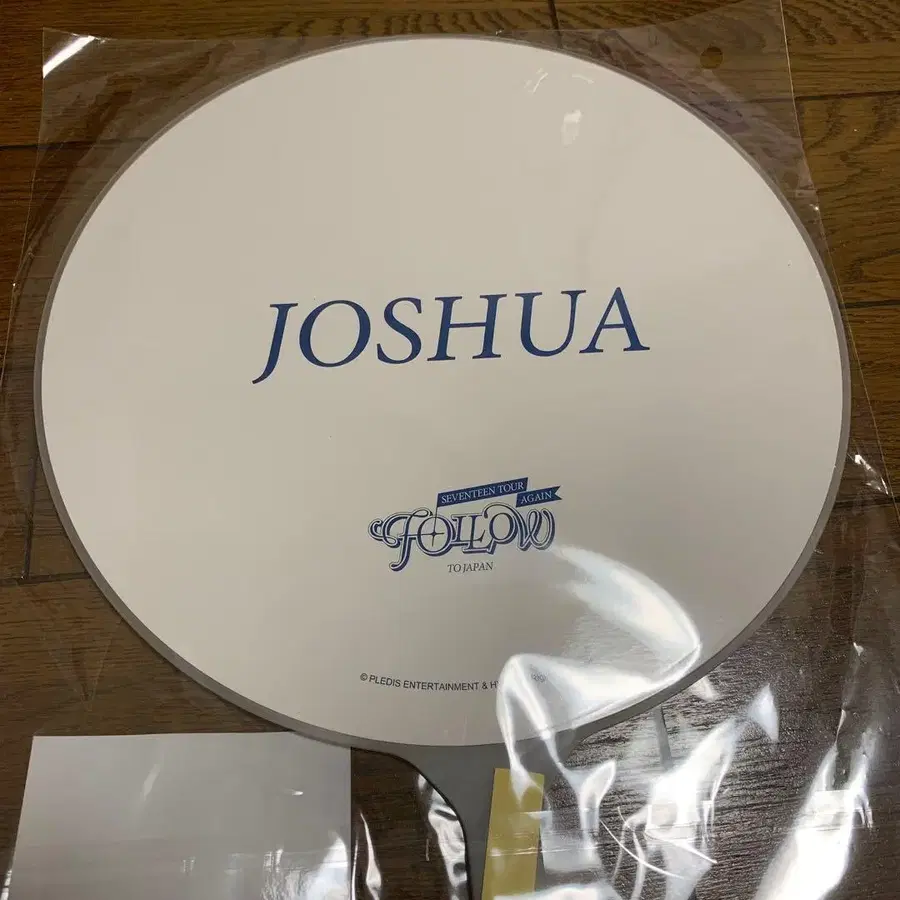 JOSHUA
SEVENTEEN TOUR
AGAIN
FOLLOW
TO JAPAN
© PLEDIS ENTERTAINMENT &